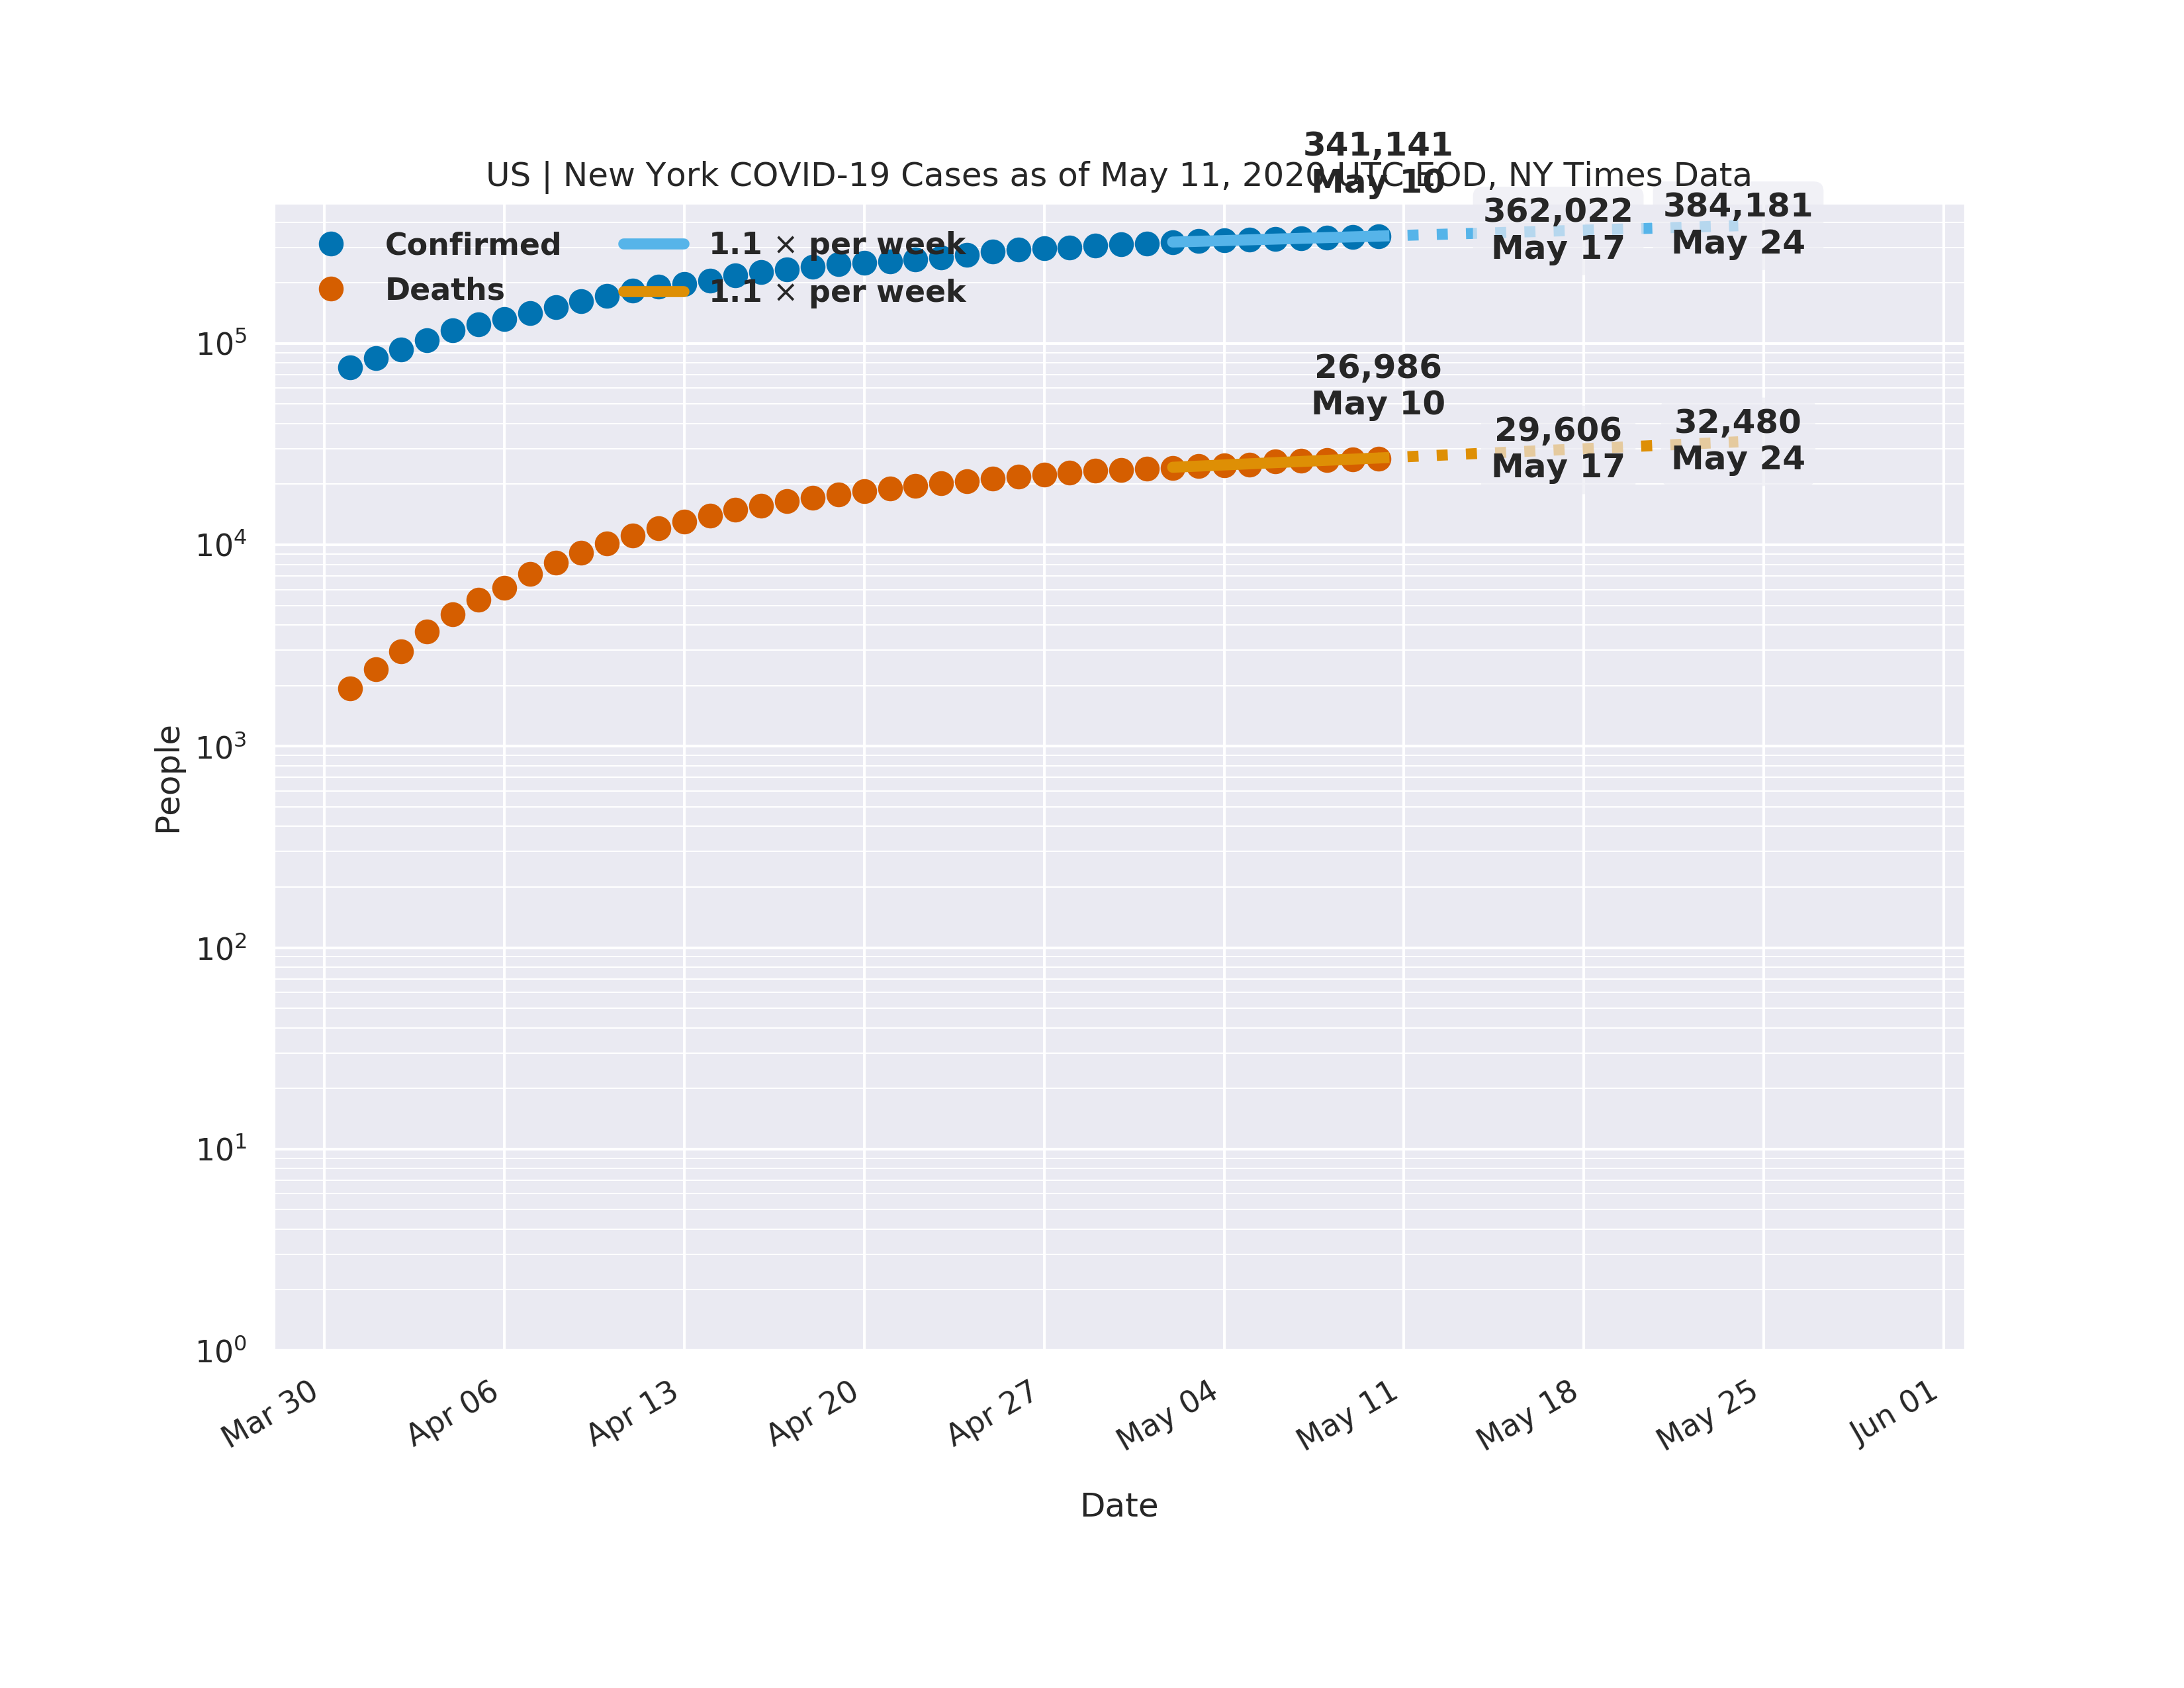 341,141
May 10
US | New York COVID-19 Cases as of May 11, 2020 UTC EOD, NY Times Data
362,022
May 17
384,181
May 24
Confirmed
Deaths
1.1 × per week
1.1 × per week
26,986
May 10
29,606
May 17
32,480
May 24
People
10⁵
10⁴
10³
10²
10¹
10⁰
Mar 30
Apr 06
Apr 13
Apr 20
Apr 27
May 04
May 11
May 18
May 25
Jun 01
Date